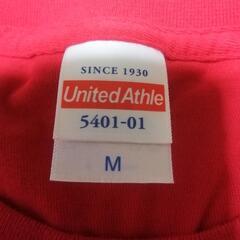 SINCE 1930
United Athle
5401-01
M